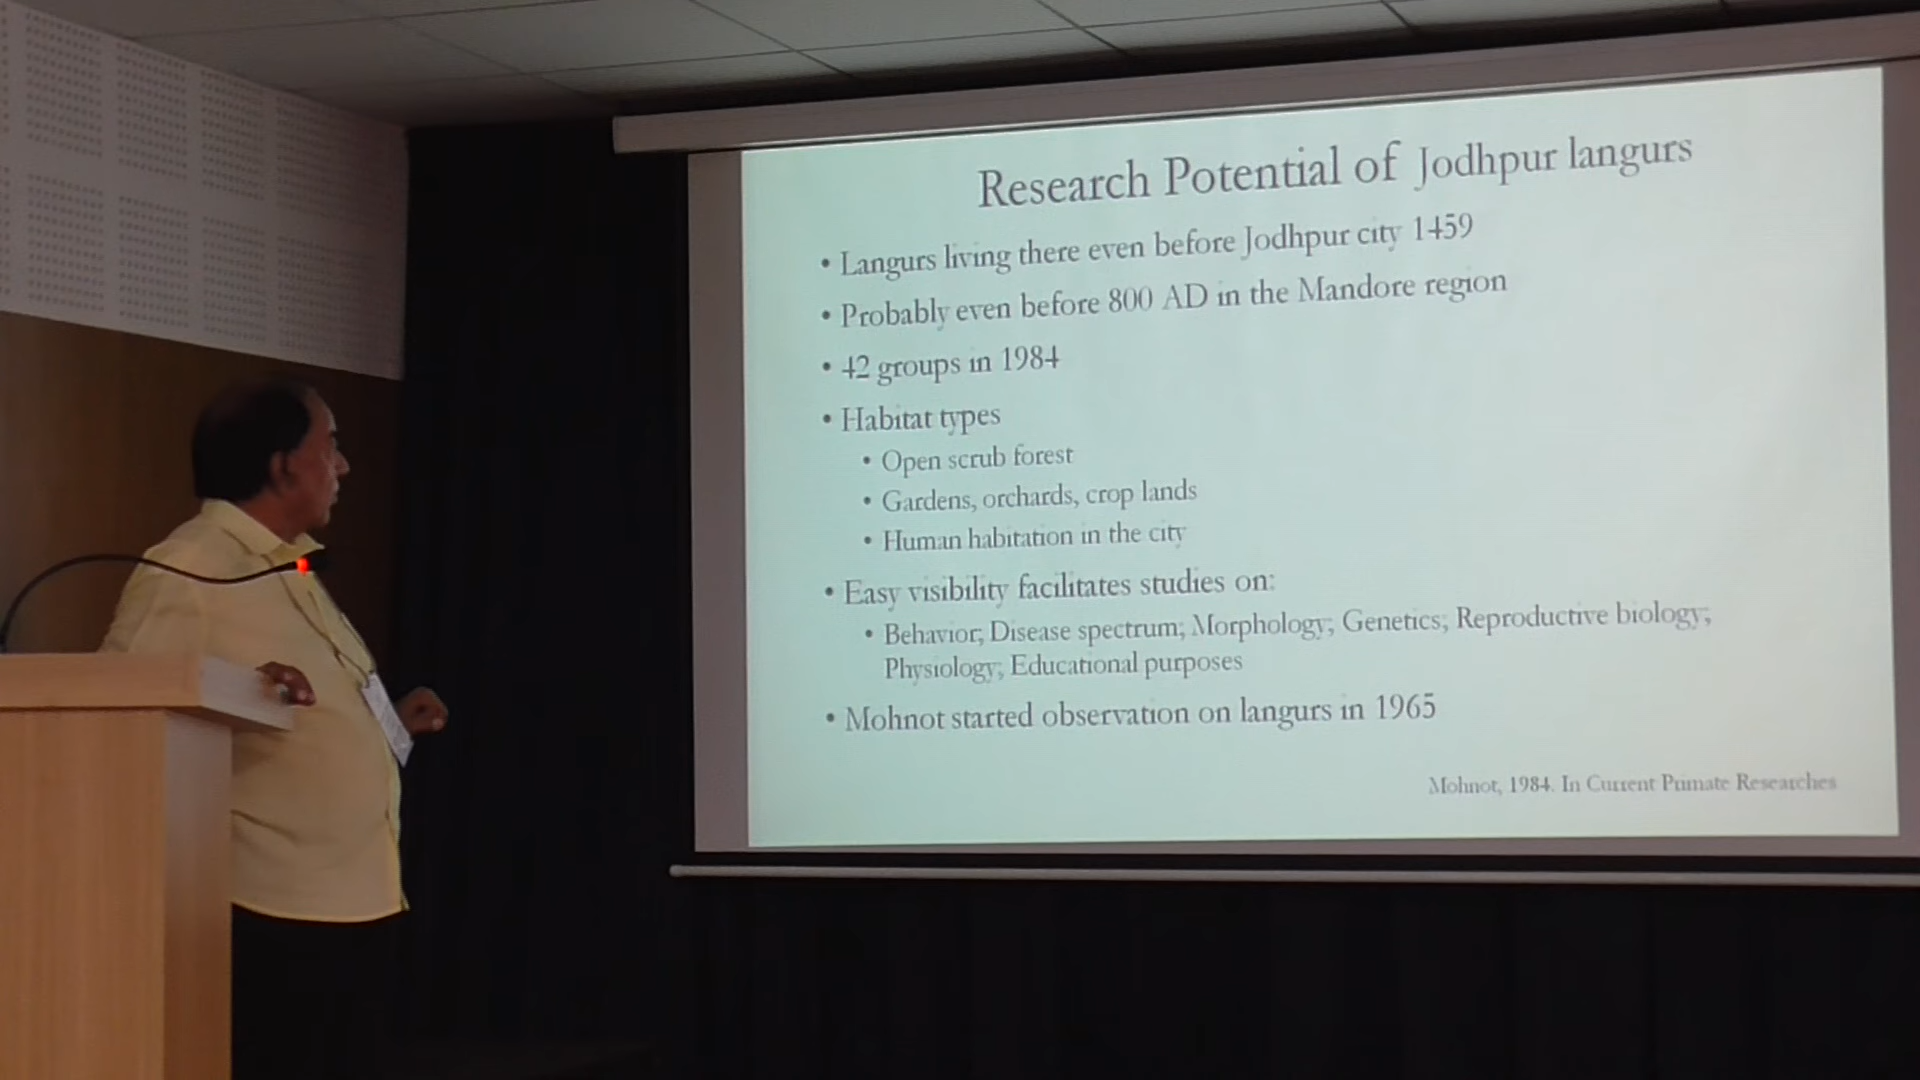 Research Potential of Jodhpur langurs
• Langurs living there even before Jodhpur city 1459
• Probably even before 800 AD in the Mandore region
• 42 groups in 1984
• Habitat types
• Open scrub forest
• Gardens, orchards, crop lands
• Human habitation in the city
• Easy visibility facilitates studies on:
• Behavior; Disease spectrum; Morphology; Genetics; Reproductive biology;
Physiology; Educational purposes
• Mohnot started observation on langurs in 1965
Mohnot, 1984. In Current Primate Researches